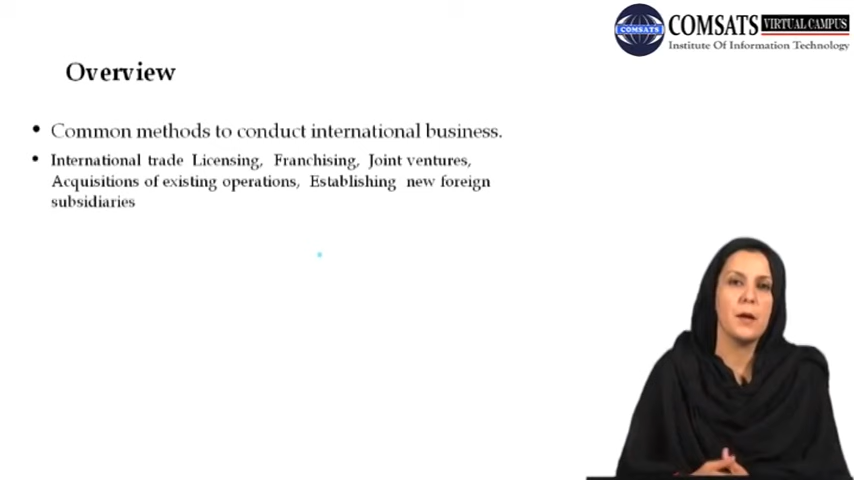 COMSATS VIRTUAL CAMPUS
COMSATS
Institute Of Information Technology
Overview
• Common methods to conduct international business.
• International trade Licensing, Franchising, Joint ventures,
Acquisitions of existing operations, Establishing new foreign
subsidiaries